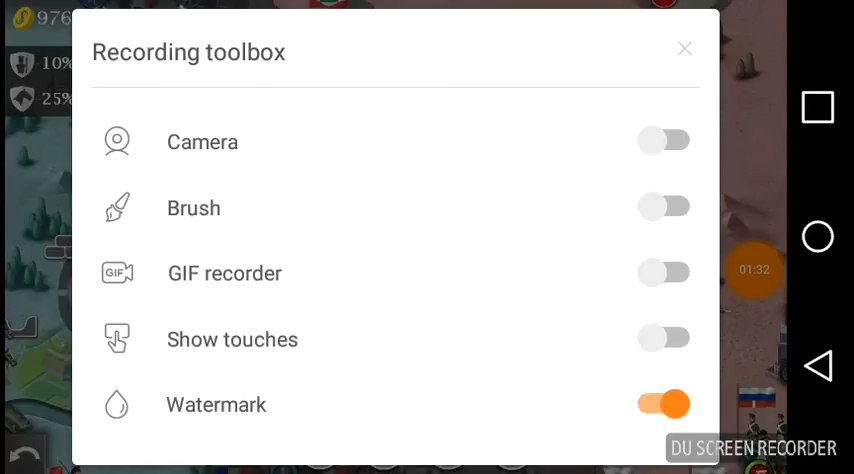 976
Recording toolbox
10%
25%
Camera
Brush
GIF
GIF recorder
01:32
Show touches
Watermark
DU SCREEN RECORDER